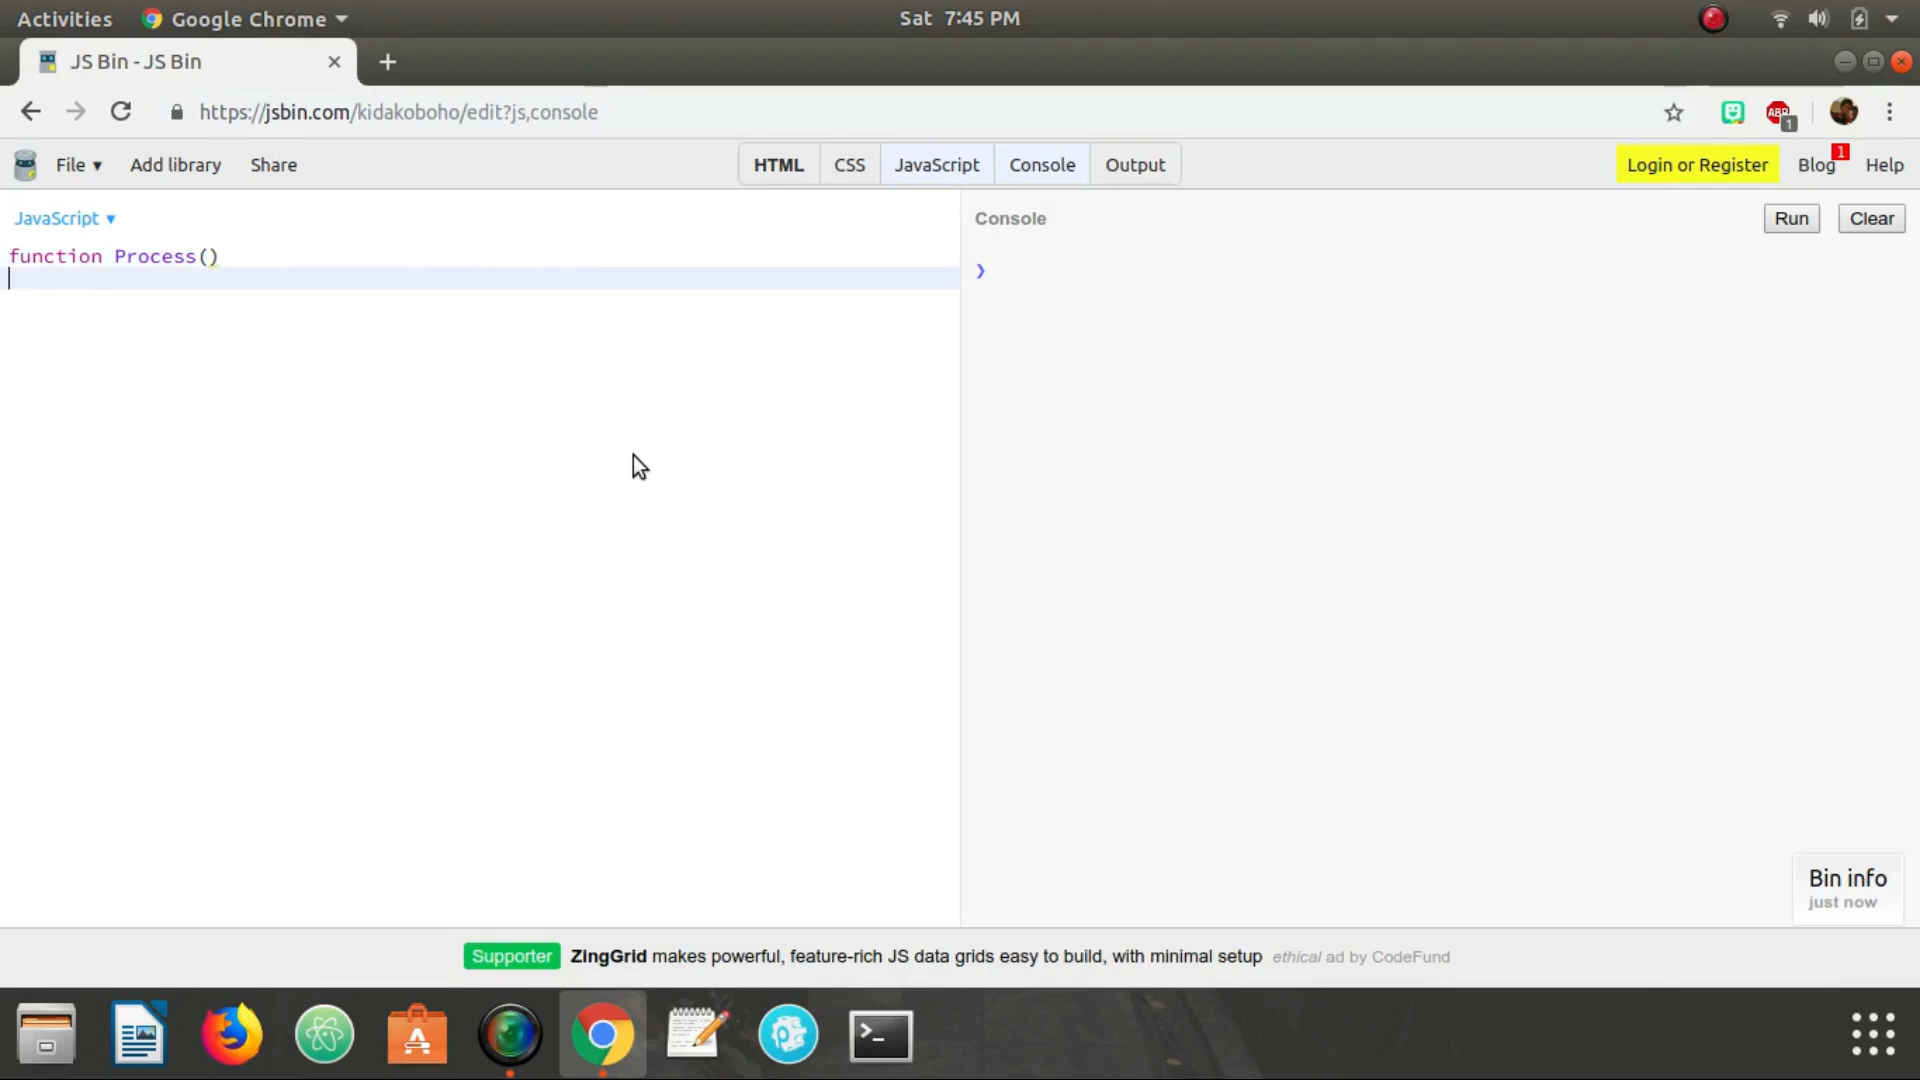 Activities Google Chrome Sat 7:45 PM
JS Bin - JS Bin
https://jsbin.com/kidakoboho/edit?js,console
ABP 1
File Add library Share HTML CSS JavaScript Console Output Login or Register Blog 1 Help
JavaScript
Console Run Clear
function Process()
Bin info
just now
Supporter ZingGrid makes powerful, feature-rich JS data grids easy to build, with minimal setup ethical ad by CodeFund